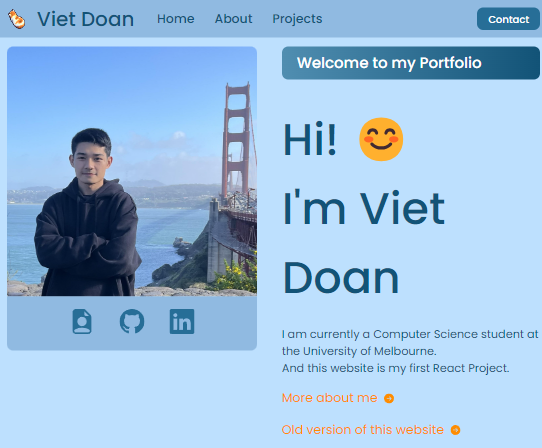 Viet Doan Home About Projects Contact
Welcome to my Portfolio
Hi!
I'm Viet
Doan
in
I am currently a Computer Science student at
the University of Melbourne.
And this website is my first React Project.
More about me
Old version of this website